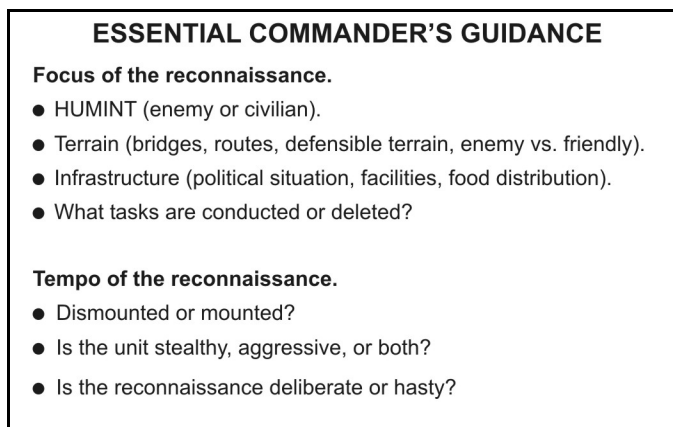 ESSENTIAL COMMANDER’S GUIDANCE
Focus of the reconnaissance.
● HUMINT (enemy or civilian).
● Terrain (bridges, routes, defensible terrain, enemy vs. friendly).
● Infrastructure (political situation, facilities, food distribution).
● What tasks are conducted or deleted?
Tempo of the reconnaissance.
● Dismounted or mounted?
● Is the unit stealthy, aggressive, or both?
● Is the reconnaissance deliberate or hasty?